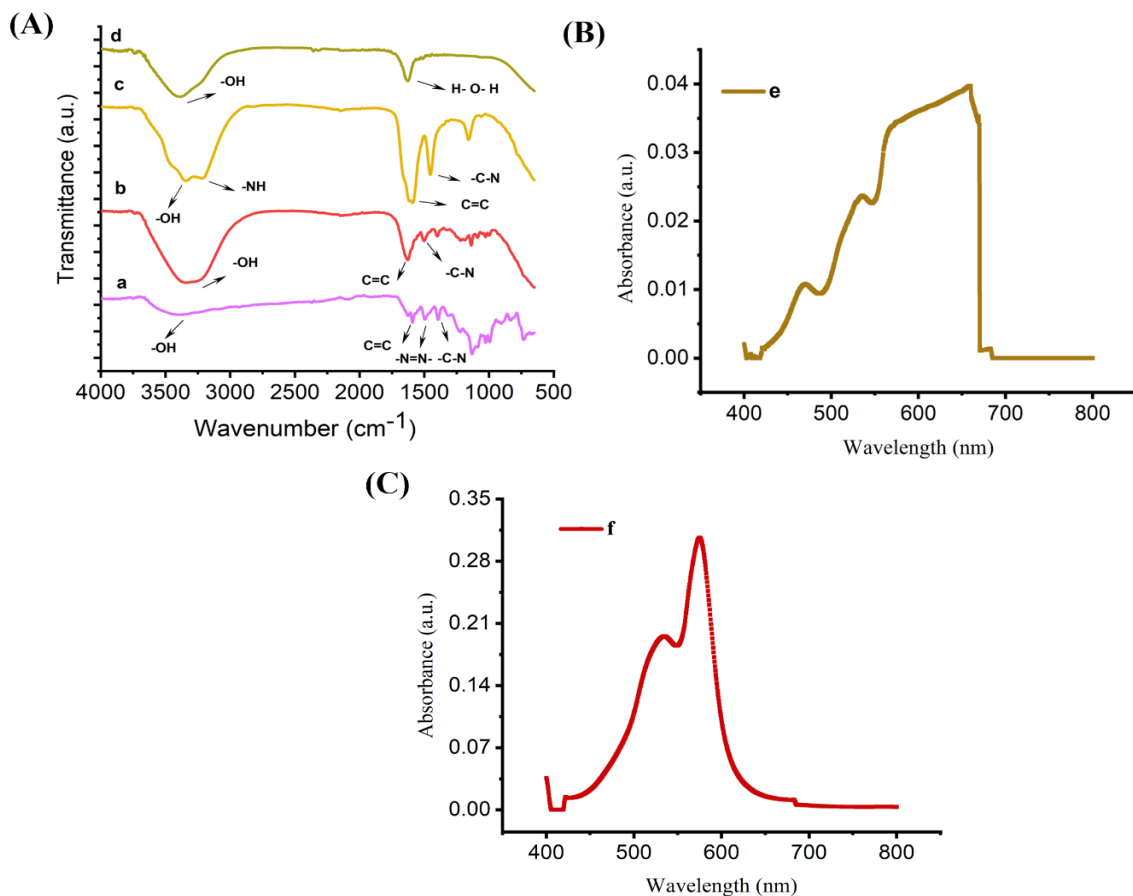 (A)
d
-OH
H- O- H
c
-OH
-NH
-C-N
C=C
b
-OH
-C-N
C=C
a
-OH
C=C
-N=N-
-C-N
Transmittance (a.u.)
4000 3500 3000 2500 2000 1500 1000 500
Wavenumber (cm-1)
(B)
e
0.04
0.03
0.02
0.01
0.00
Absorbance (a.u.)
400 500 600 700 800
Wavelength (nm)
(C)
f
0.35
0.28
0.21
0.14
0.07
0.00
Absorbance (a.u.)
400 500 600 700 800
Wavelength (nm)